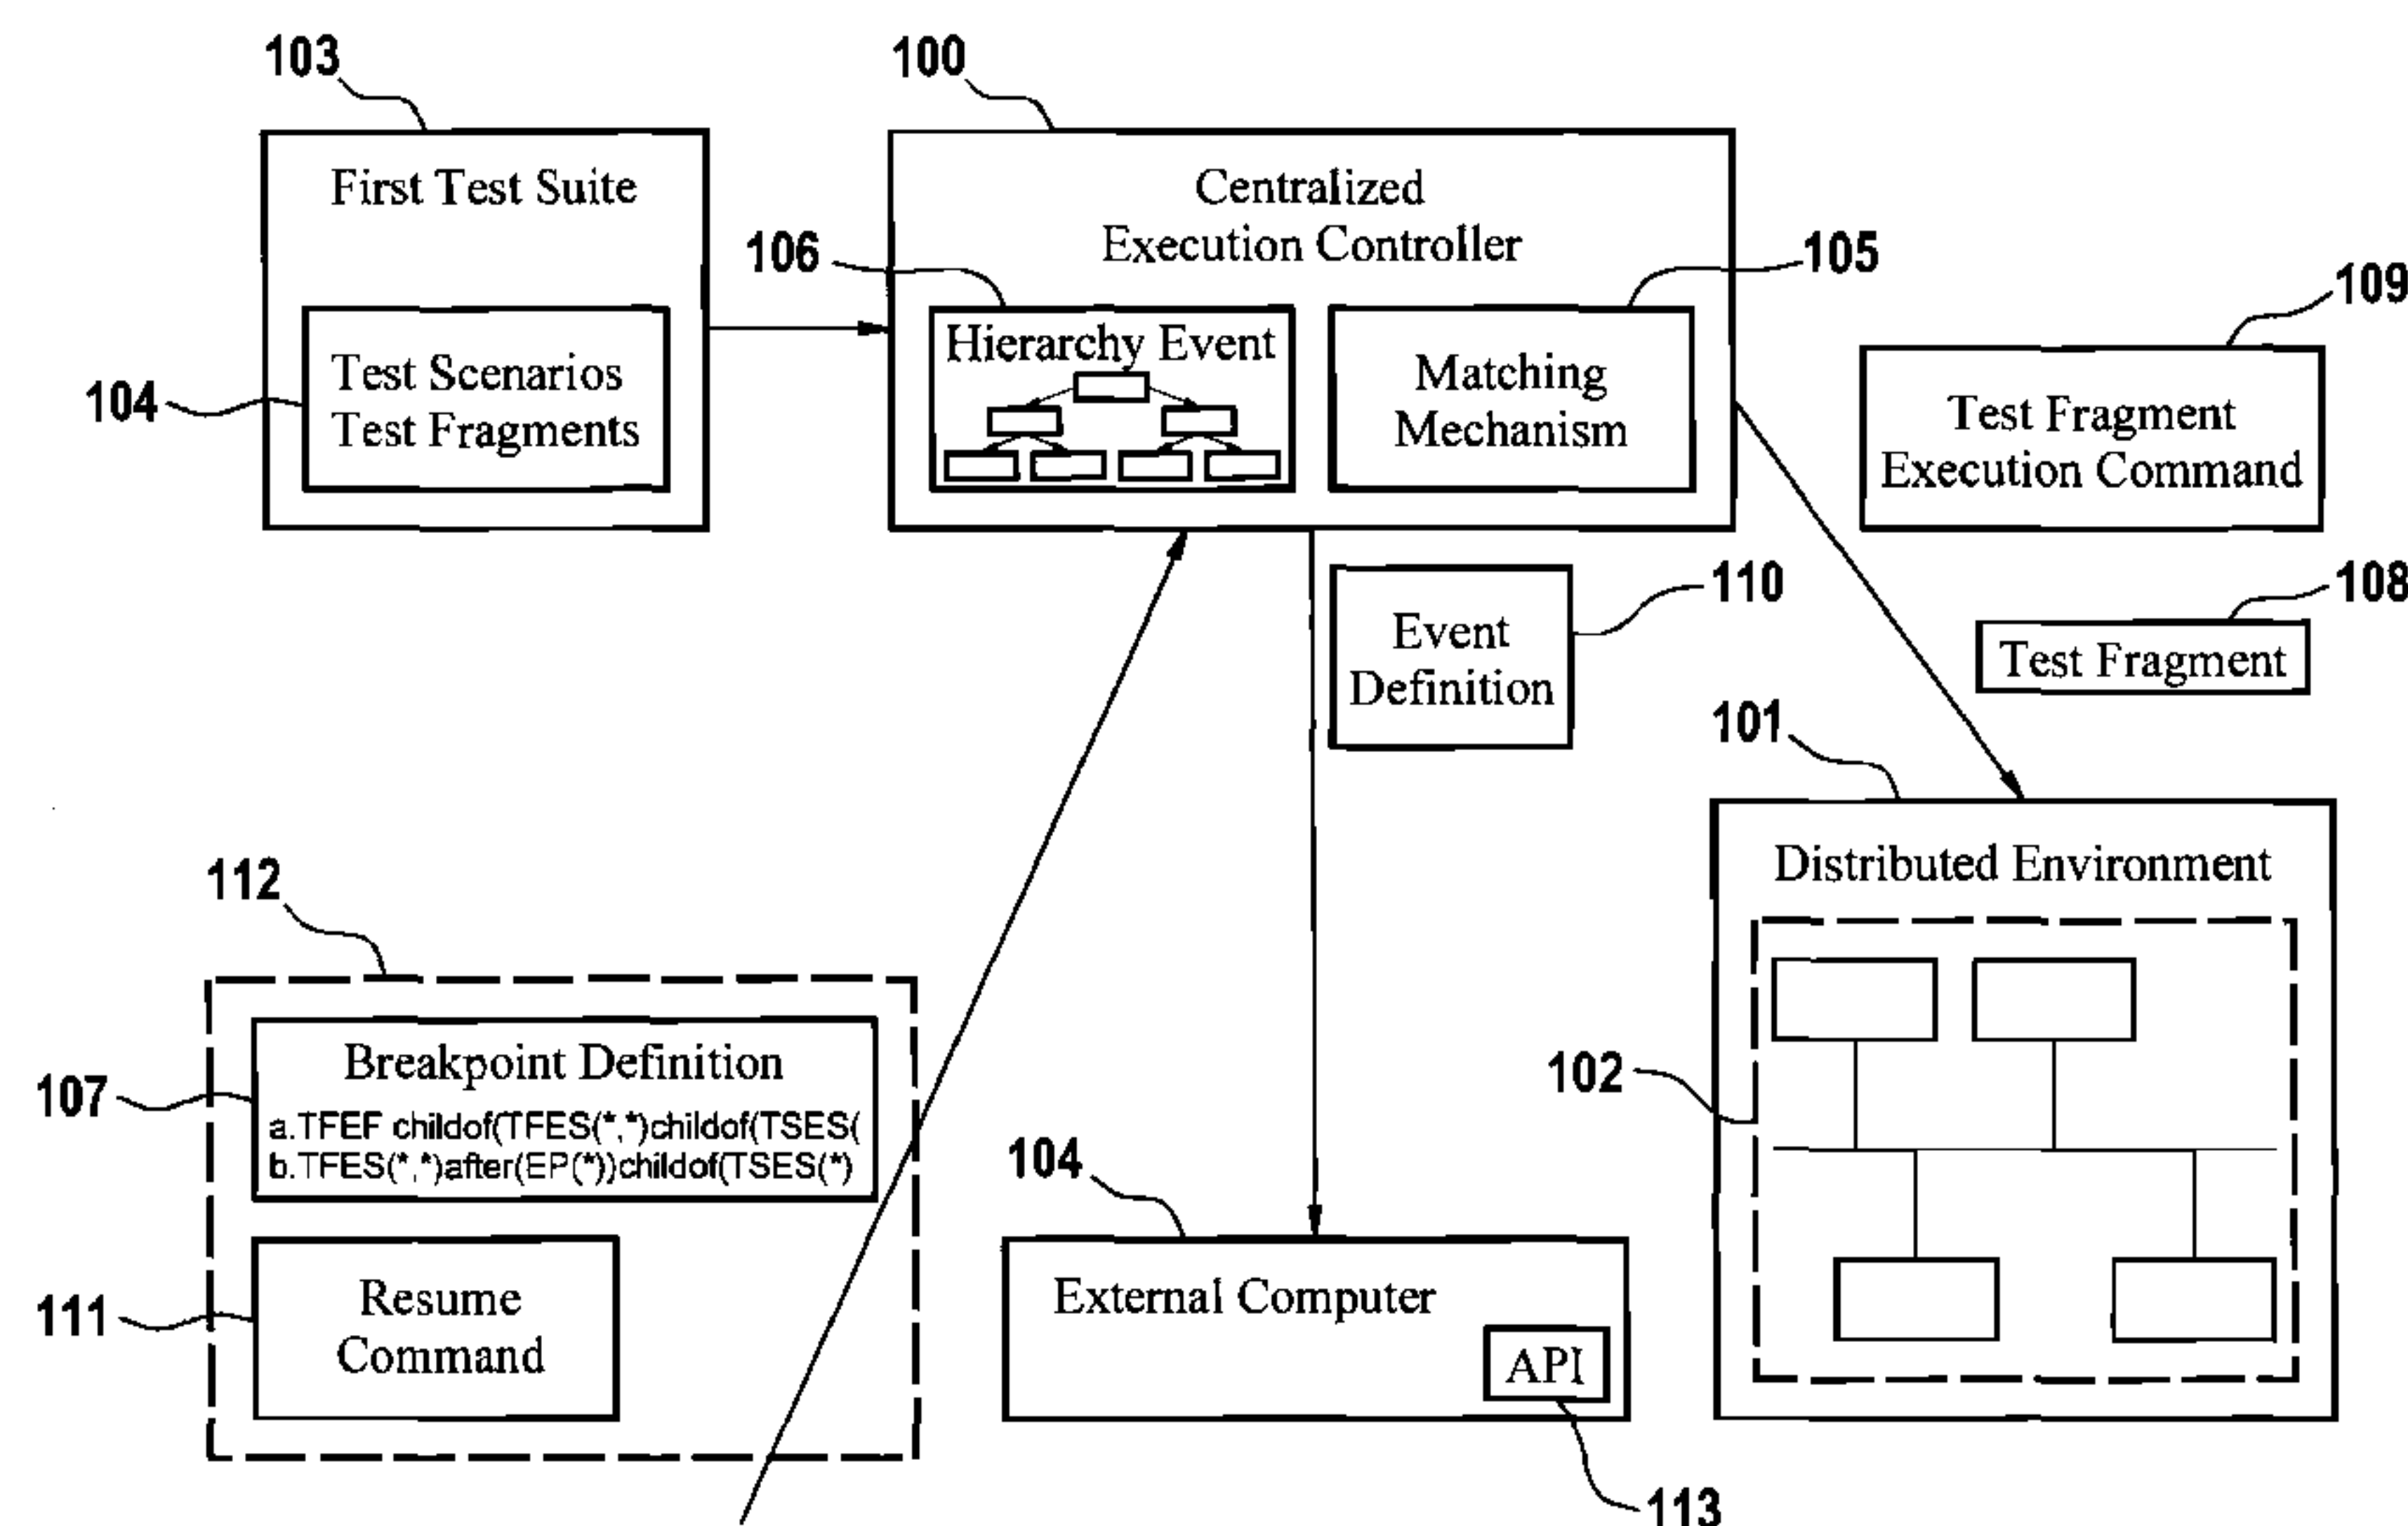 103
100
First Test Suite
Centralized
Execution Controller
106
105
109
Hierarchy Event
104
Test Scenarios
Test Fragments
Matching
Mechanism
Test Fragment
Execution Command
110
108
Event
Definition
Test Fragment
101
112
Distributed Environment
107
Breakpoint Definition
a.TFEF childof(TFES(*,*)childof(TSES(
b.TFES(*,*)after(EP(*))childof(TSES(*)
102
104
111
Resume
Command
External Computer
API
113